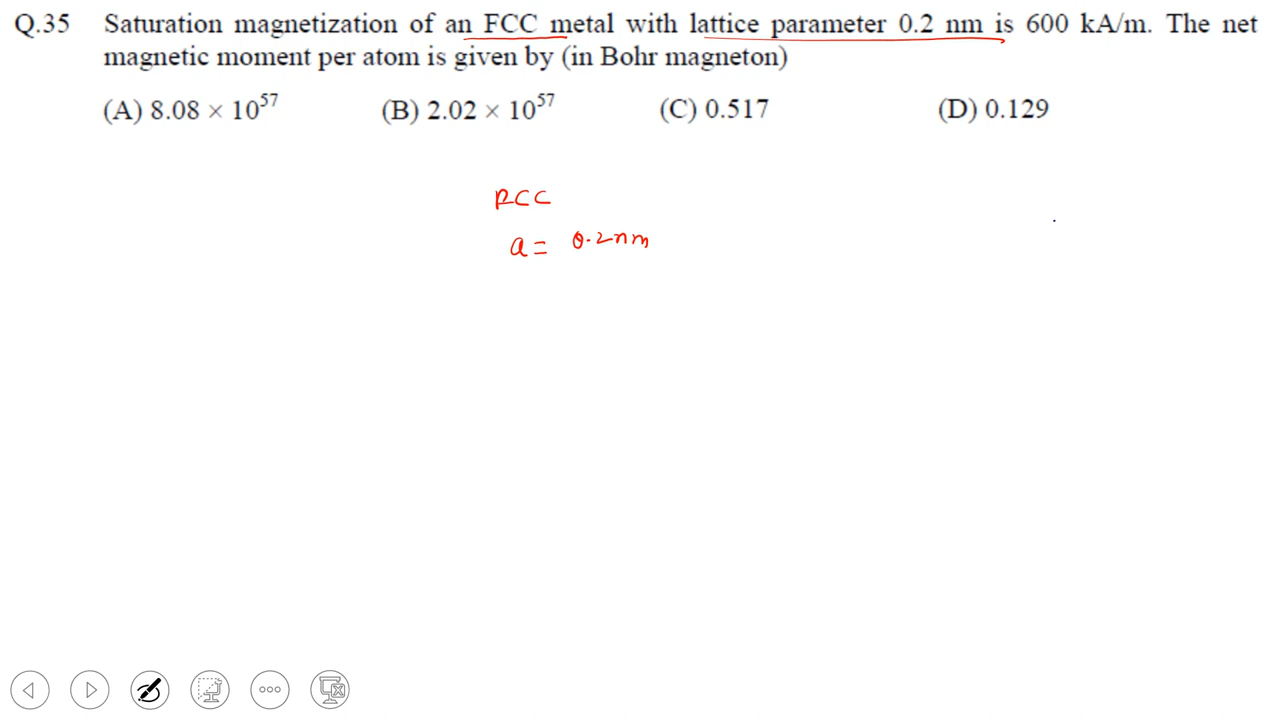 Q.35 Saturation magnetization of an FCC metal with lattice parameter 0.2 nm is 600 kA/m. The net
magnetic moment per atom is given by (in Bohr magneton)
(A) 8.08 × 10^57 (B) 2.02 × 10^57 (C) 0.517 (D) 0.129
FCC
a = 0.2nm